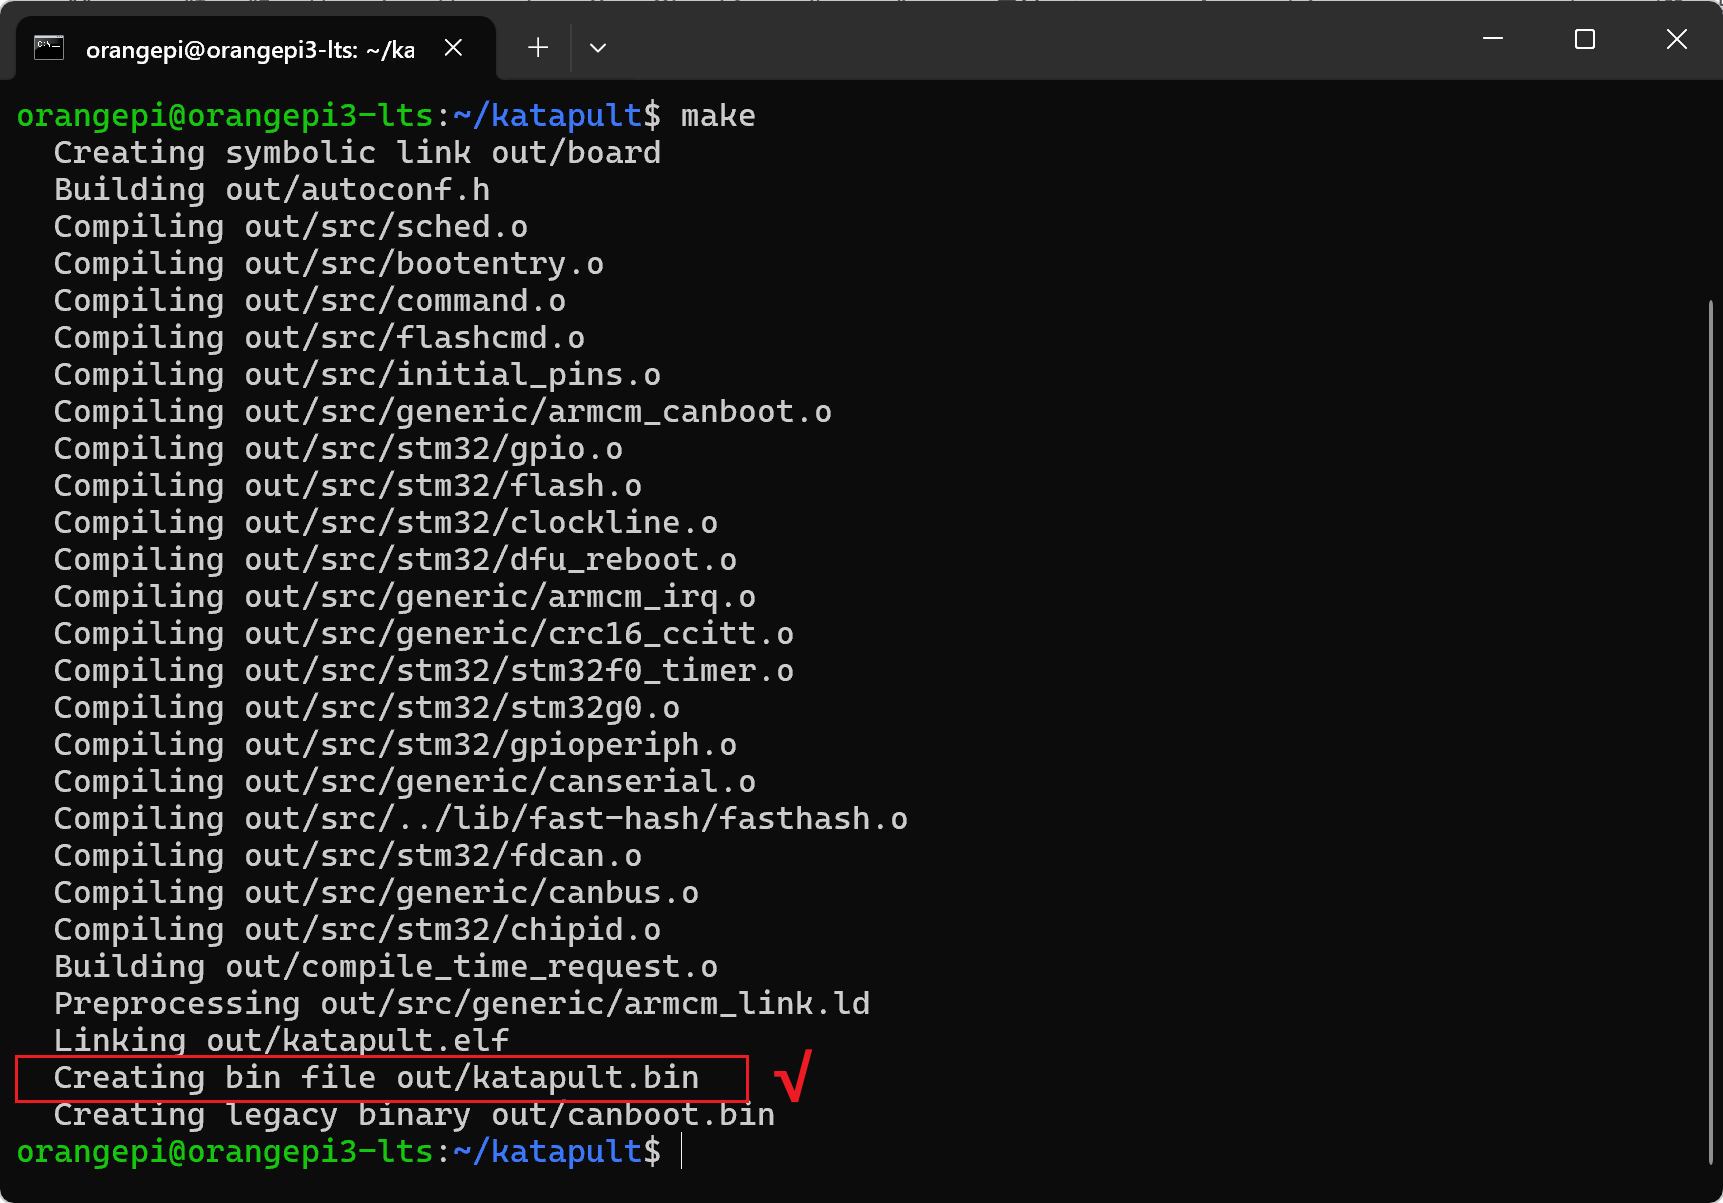 orangepi@orangepi3-lts: ~/ka
orangepi@orangepi3-lts:~/katapult$ make
Creating symbolic link out/board
Building out/autoconf.h
Compiling out/src/sched.o
Compiling out/src/bootentry.o
Compiling out/src/command.o
Compiling out/src/flashcmd.o
Compiling out/src/initial_pins.o
Compiling out/src/generic/armcm_canboot.o
Compiling out/src/stm32/gpio.o
Compiling out/src/stm32/flash.o
Compiling out/src/stm32/clockline.o
Compiling out/src/stm32/dfu_reboot.o
Compiling out/src/generic/armcm_irq.o
Compiling out/src/generic/crc16_ccitt.o
Compiling out/src/stm32/stm32f0_timer.o
Compiling out/src/stm32/stm32g0.o
Compiling out/src/stm32/gpioperiph.o
Compiling out/src/generic/canserial.o
Compiling out/src/../lib/fast-hash/fasthash.o
Compiling out/src/stm32/fdcan.o
Compiling out/src/generic/canbus.o
Compiling out/src/stm32/chipid.o
Building out/compile_time_request.o
Preprocessing out/src/generic/armcm_link.ld
Linking out/katapult.elf
Creating bin file out/katapult.bin √
Creating legacy binary out/canboot.bin
orangepi@orangepi3-lts:~/katapult$